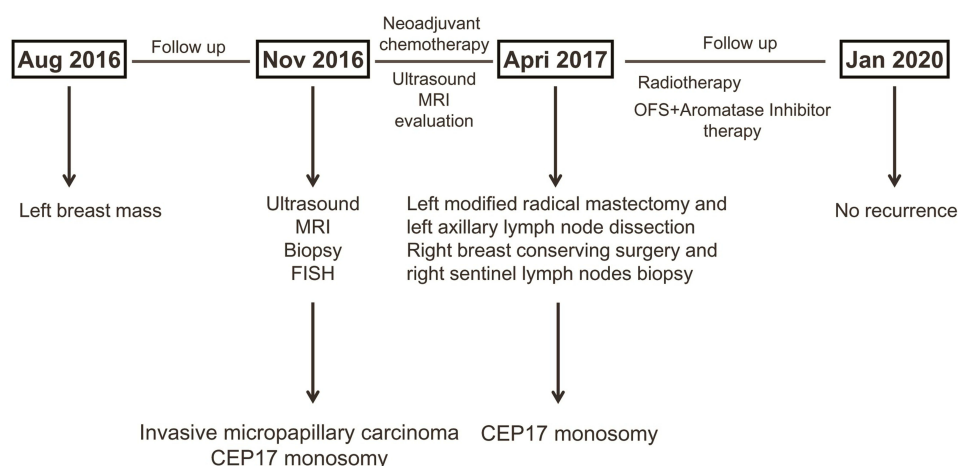 Aug 2016
Follow up
Nov 2016
Neoadjuvant
chemotherapy
Ultrasound
MRI
evaluation
Apri 2017
Follow up
Radiotherapy
OFS+Aromatase Inhibitor
therapy
Jan 2020
Left breast mass
Ultrasound
MRI
Biopsy
FISH
Left modified radical mastectomy and
left axillary lymph node dissection
Right breast conserving surgery and
right sentinel lymph nodes biopsy
No recurrence
Invasive micropapillary carcinoma
CEP17 monosomy
CEP17 monosomy